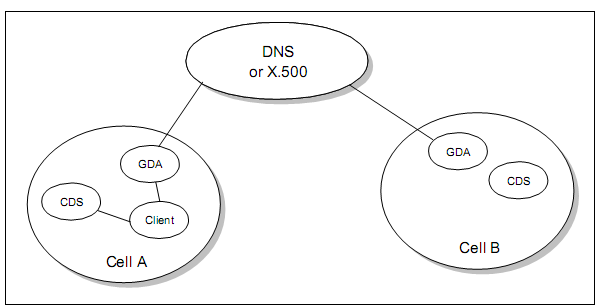 DNS
or X.500
GDA
CDS
Client
Cell A
GDA
CDS
Cell B